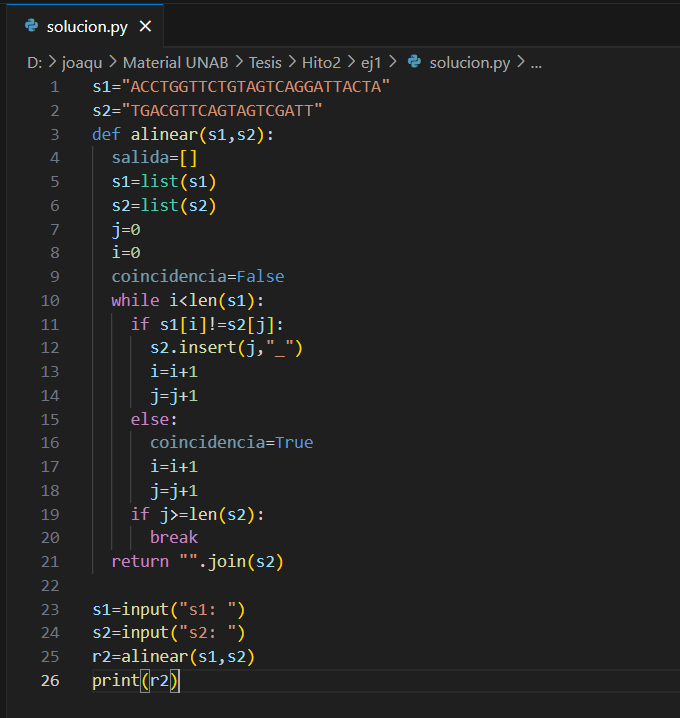 solucion.py ×
D: > joaqu > Material UNAB > Tesis > Hito2 > ej1 > solucion.py > ...
1 s1="ACCTGGTTCTGTAGTCAGGATTACTA"
2 s2="TGACGTTCAGTAGTCGATT"
3 def alinear(s1,s2):
4   salida=[]
5   s1=list(s1)
6   s2=list(s2)
7   j=0
8   i=0
9   coincidencia=False
10   while i<len(s1):
11     if s1[i]!=s2[j]:
12       s2.insert(j,"_")
13       i=i+1
14       j=j+1
15     else:
16       coincidencia=True
17       i=i+1
18       j=j+1
19     if j>=len(s2):
20       break
21   return "".join(s2)
22
23 s1=input("s1: ")
24 s2=input("s2: ")
25 r2=alinear(s1,s2)
26 print(r2)